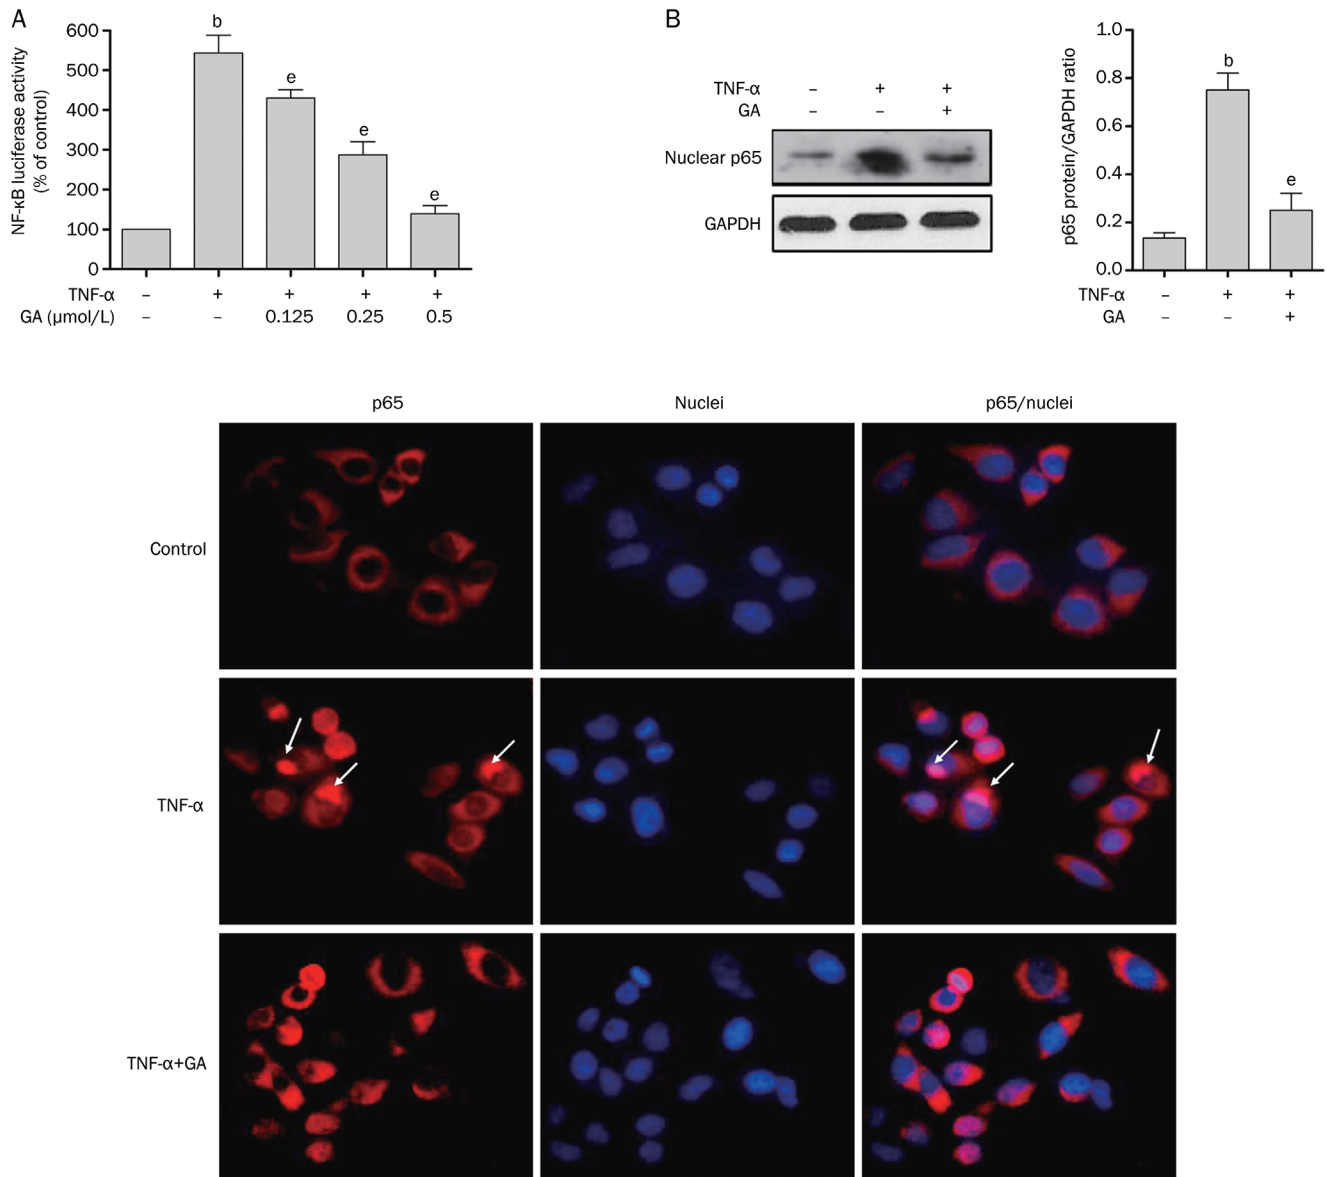 A
NF-κB luciferase activity
(% of control)
600
500
400
300
200
100
0
b
e
e
e
TNF-α – + + + +
GA (μmol/L) – – 0.125 0.25 0.5
B
TNF-α – + +
GA – – +
Nuclear p65
GAPDH
p65 protein/GAPDH ratio
1.0
0.8
0.6
0.4
0.2
0.0
b
e
TNF-α – + +
GA – – +
p65 Nuclei p65/nuclei
Control
TNF-α
TNF-α+GA